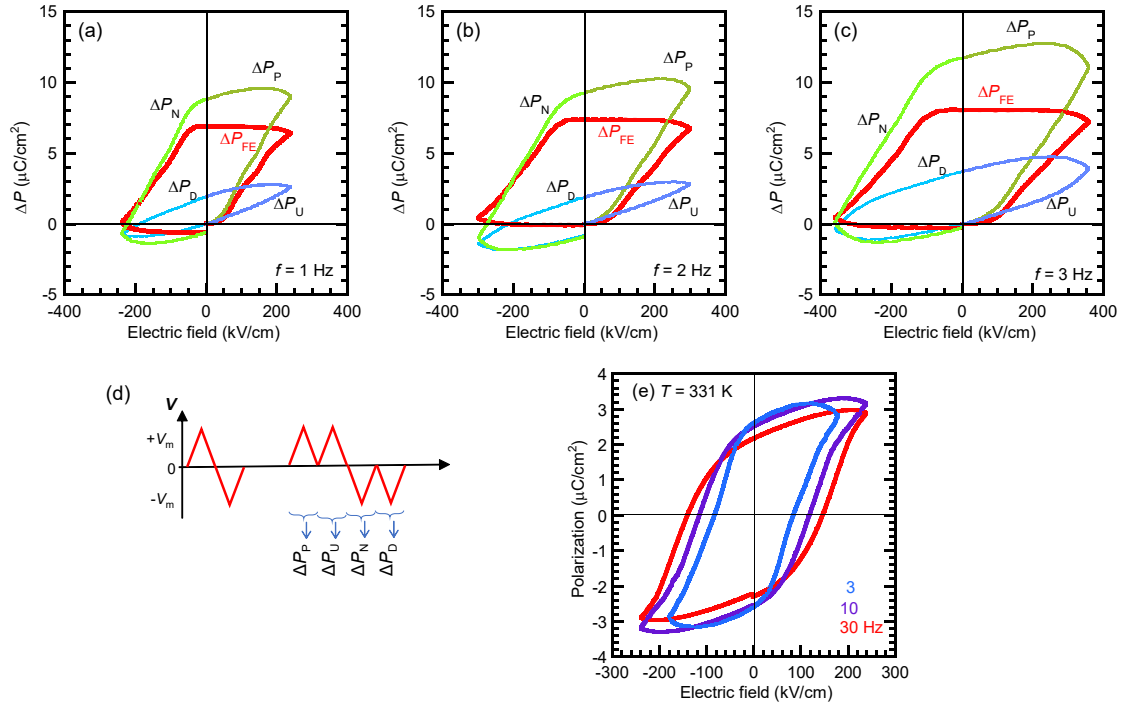 (a)
15
10
5
0
-5
ΔP (μC/cm²)
ΔP_P
ΔP_N
ΔP_FE
ΔP_D
ΔP_U
f = 1 Hz
-400 -200 0 200 400
Electric field (kV/cm)
(b)
15
10
5
0
-5
ΔP (μC/cm²)
ΔP_P
ΔP_N
ΔP_FE
ΔP_D
ΔP_U
f = 2 Hz
-400 -200 0 200 400
Electric field (kV/cm)
(c)
15
10
5
0
-5
ΔP (μC/cm²)
ΔP_P
ΔP_FE
ΔP_N
ΔP_D
ΔP_U
f = 3 Hz
-400 -200 0 200 400
Electric field (kV/cm)
(d)
V
+V_m
0
-V_m
ΔP_P
ΔP_U
ΔP_N
ΔP_D
(e) T = 331 K
4
3
2
1
0
-1
-2
-3
-4
Polarization (μC/cm²)
3
10
30 Hz
-300 -200 -100 0 100 200 300
Electric field (kV/cm)